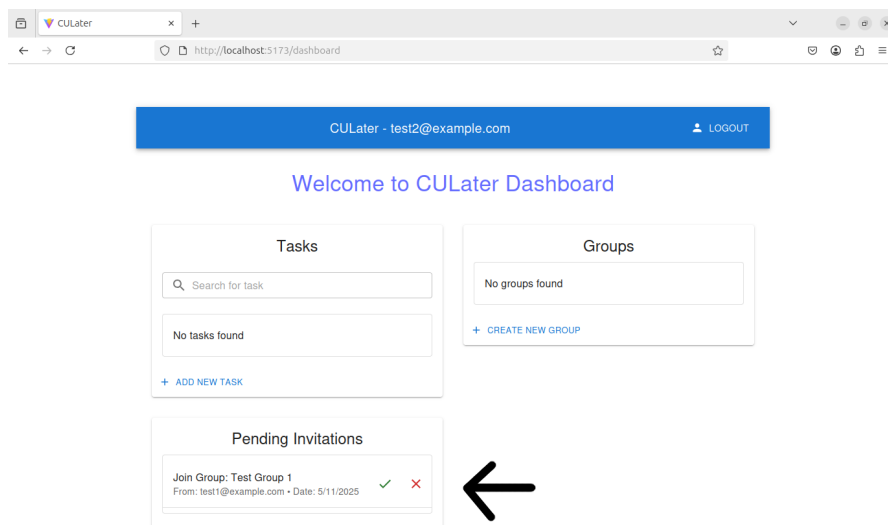 CULater
http://localhost:5173/dashboard
CULater - test2@example.com
LOGOUT
Welcome to CULater Dashboard
Tasks
Search for task
No tasks found
+ ADD NEW TASK
Groups
No groups found
+ CREATE NEW GROUP
Pending Invitations
Join Group: Test Group 1
From: test1@example.com • Date: 5/11/2025